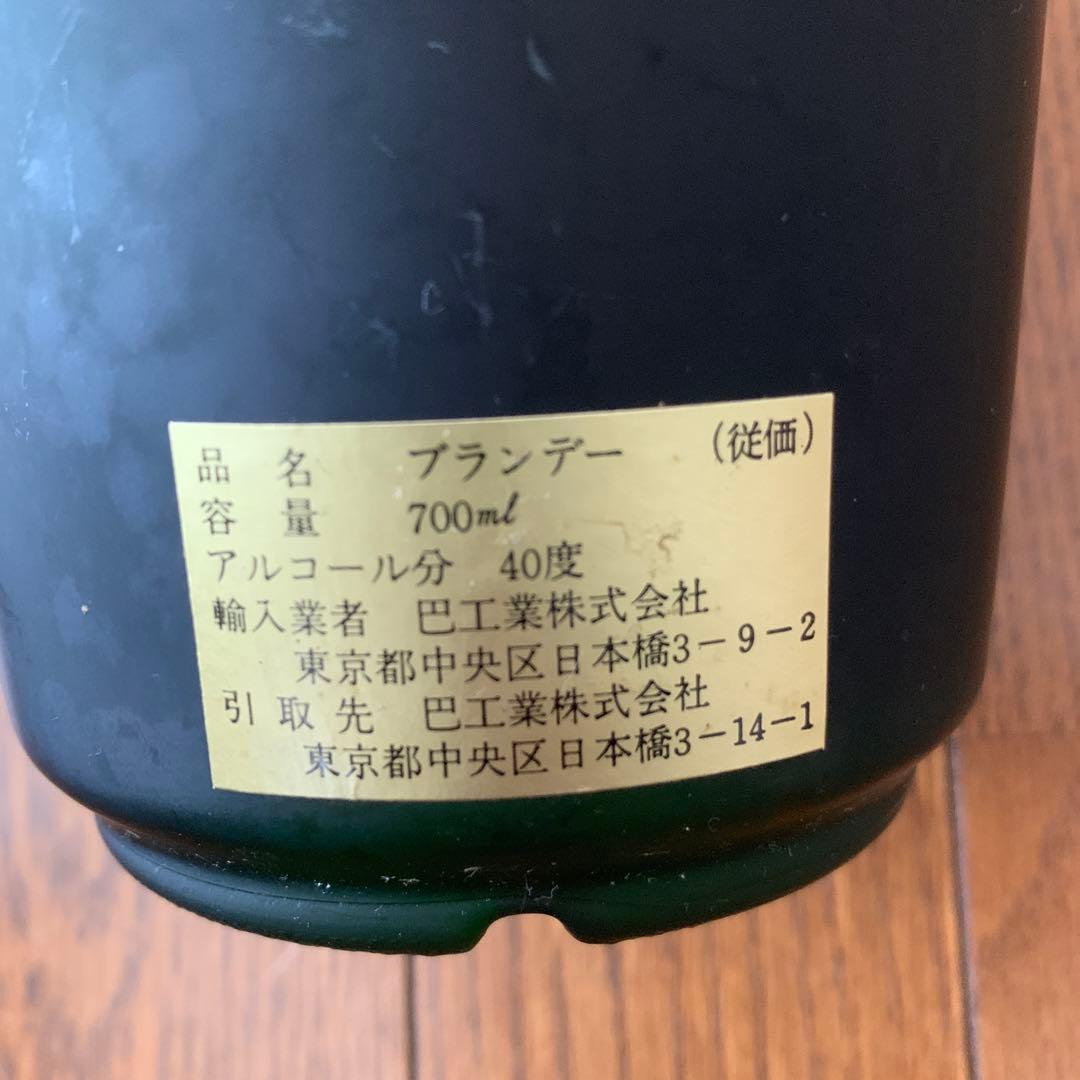 品名 ブランデー (従価)
容量 700ml
アルコール分 40度
輸入業者 巴工業株式会社
東京都中央区日本橋3-9-2
引取先 巴工業株式会社
東京都中央区日本橋3-14-1